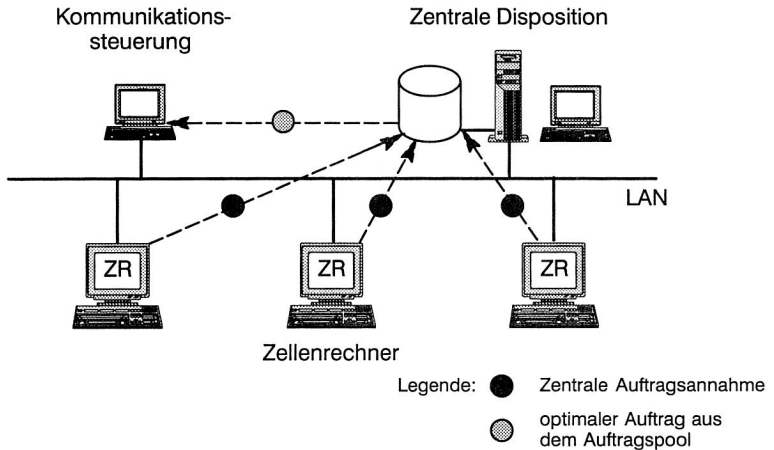 Kommunikations-
steuerung
Zentrale Disposition
LAN
ZR
ZR
ZR
Zellenrechner
Legende:
Zentrale Auftragsannahme
optimaler Auftrag aus
dem Auftragspool